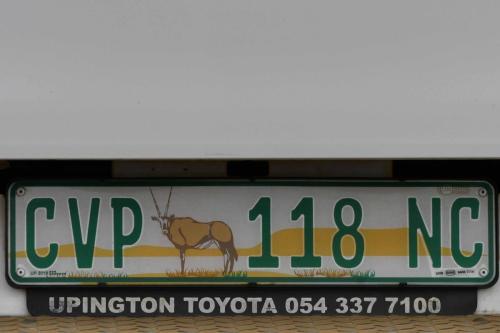 CVP 118 NC
UPINGTON TOYOTA 054 337 7100